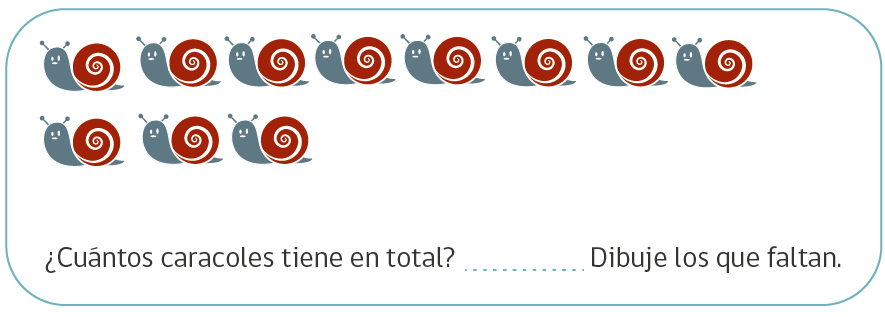 ¿Cuántos caracoles tiene en total? ............ Dibuje los que faltan.